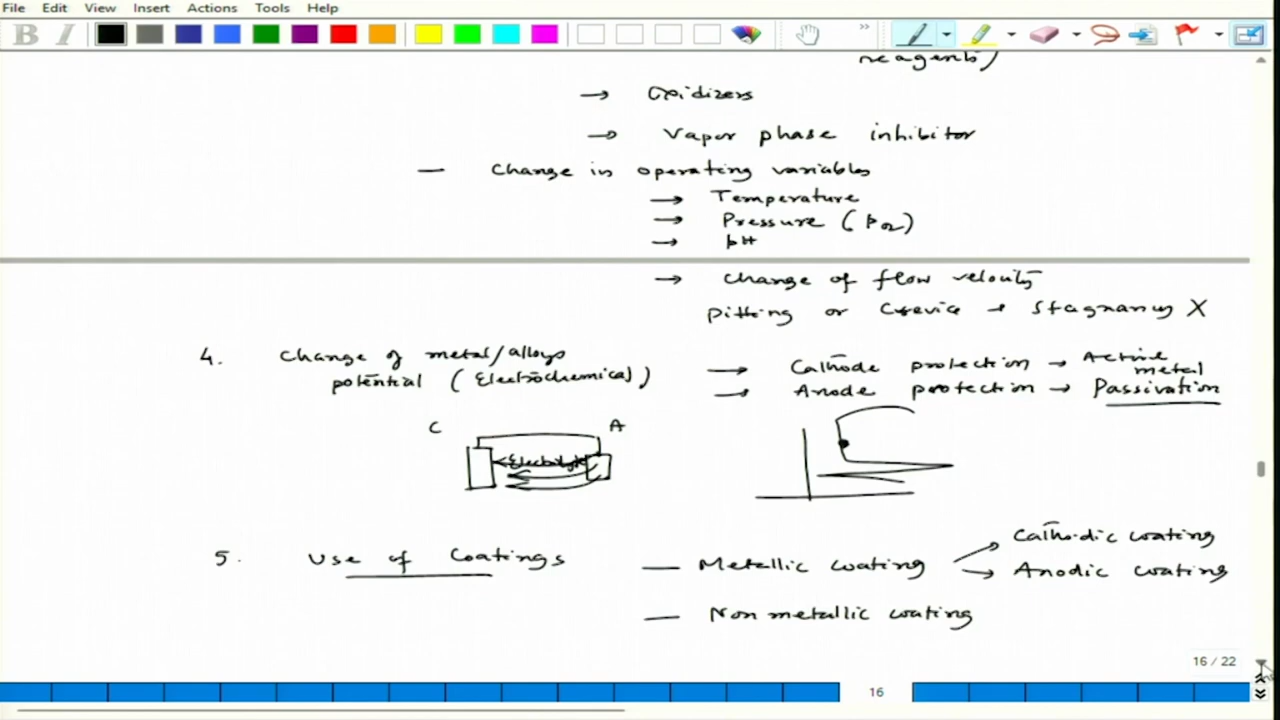 File Edit View Insert Actions Tools Help
B I
reagents)
→ Oxidizers
→ Vapor phase inhibitor
— Change in operating variables
→ Temperature
→ Pressure (pO2)
→ pH
→ Change of flow velocity
Pitting or Crevice → Stagnancy X
4. Change of metal/alloys potential (Electrochemical)
→ Cathode protection → Active metal
→ Anode protection → Passivation
C A
Electrolyte
5. Use of Coatings — Metallic coating
→ Cathodic coating
→ Anodic coating
— Non metallic coating
16 / 22
16